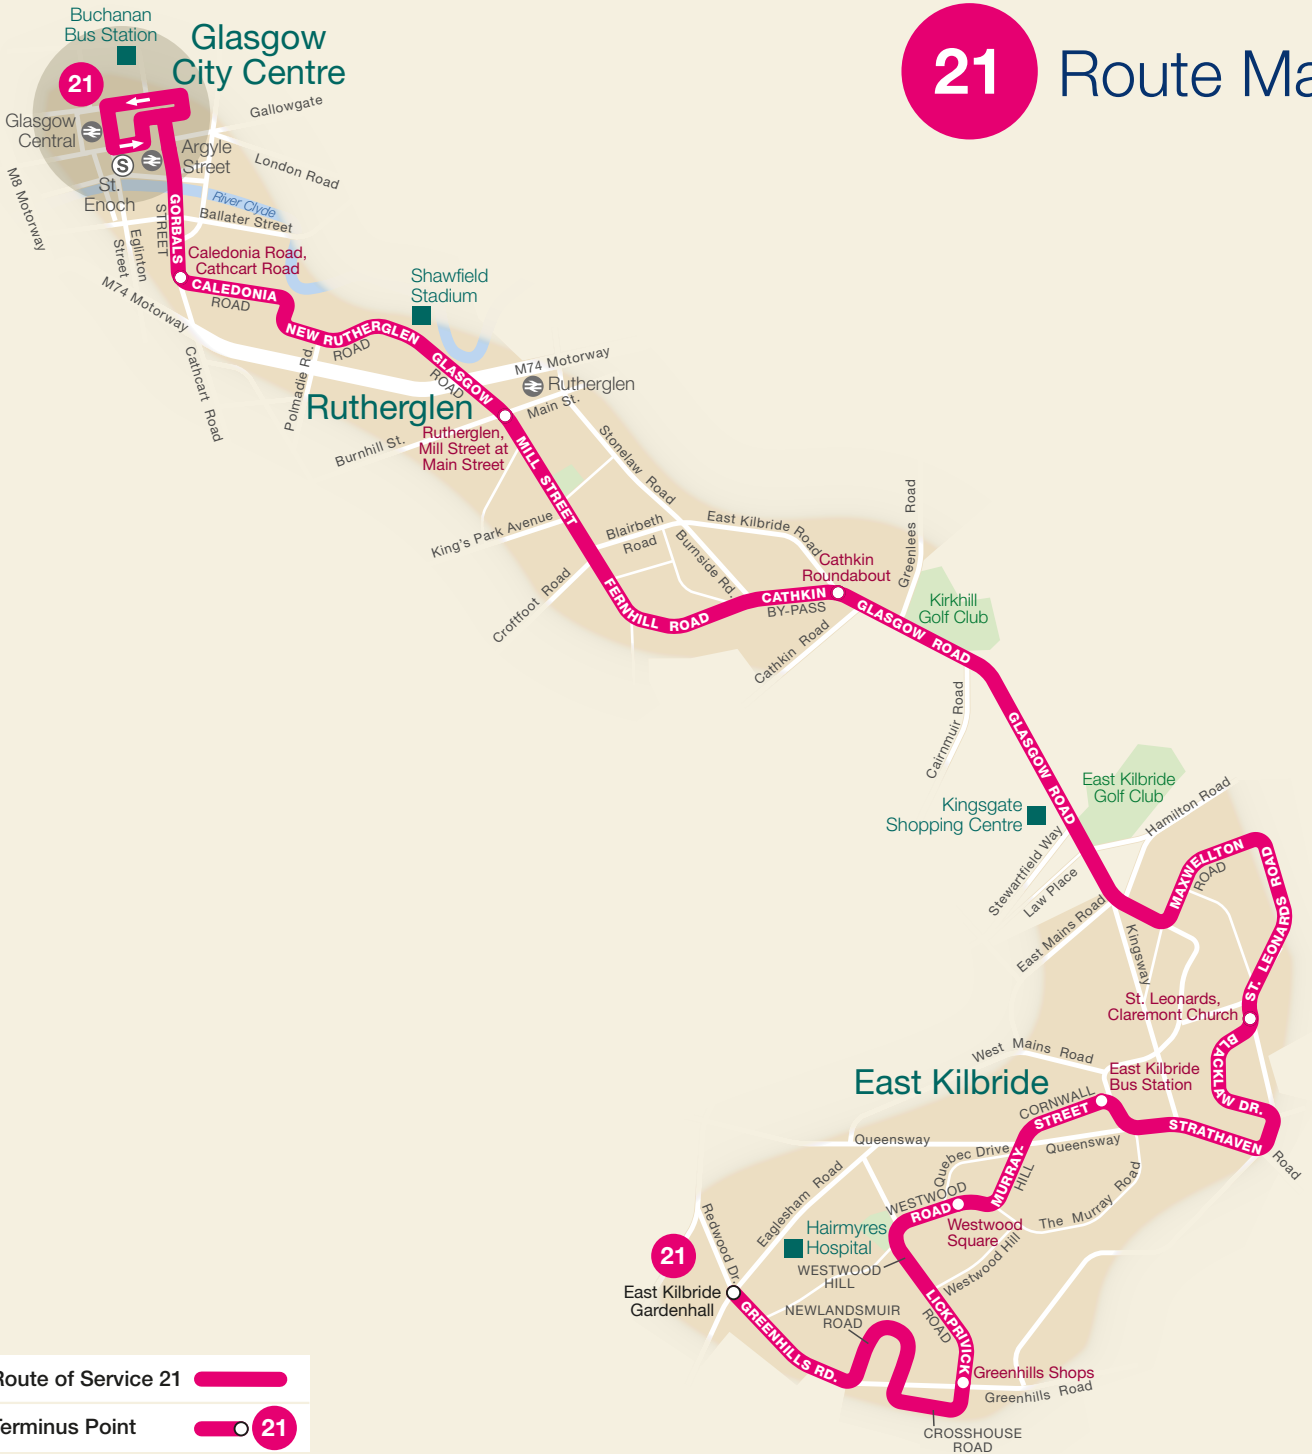 Buchanan
Bus Station
Glasgow
City Centre
21
21 Route Ma
Gallowgate
Glasgow
Central
Argyle
Street
London Road
S
St.
Enoch
M8 Motorway
River Clyde
Ballater Street
GORBALS
STREET
Eglinton
Street
Caledonia Road,
Cathcart Road
CALEDONIA
ROAD
M74 Motorway
Shawfield
Stadium
NEW RUTHERGLEN
ROAD
Cathcart Road
Polmadie Rd.
GLASGOW
ROAD
M74 Motorway
Rutherglen
Rutherglen
Main St.
Burnhill St.
Rutherglen,
Mill Street at
Main Street
MILL STREET
Stonelaw Road
King's Park Avenue
Blairbeth
Road
East Kilbride Road
Burnside Rd.
Greenlees Road
Croftfoot Road
Cathkin
Roundabout
FERNHILL ROAD
CATHKIN
BY-PASS
Kirkhill
Golf Club
GLASGOW ROAD
Cathkin Road
Cairnmuir Road
GLASGOW ROAD
East Kilbride
Golf Club
Kingsgate
Shopping Centre
Hamilton Road
Stewartfield Way
Law Place
East Mains Road
MAXWELLTON
ROAD
ST. LEONARDS ROAD
Kingsway
St. Leonards,
Claremont Church
BLACKLAW DR.
West Mains Road
East Kilbride
East Kilbride
Bus Station
CORNWALL
STREET
STRATHAVEN
Road
Queensway
Queensway
Quebec Drive
MURRAY-
HILL
The Murray Road
Eaglesham Road
WESTWOOD
ROAD
Westwood
Square
Redwood Dr.
Hairmyres
Hospital
Westwood Hill
WESTWOOD
HILL
21
East Kilbride
Gardenhall
GREENHILLS RD.
NEWLANDSMUIR
ROAD
LICKPRIVICK
ROAD
Greenhills Shops
Greenhills Road
CROSSHOUSE
ROAD
Route of Service 21
Terminus Point
21